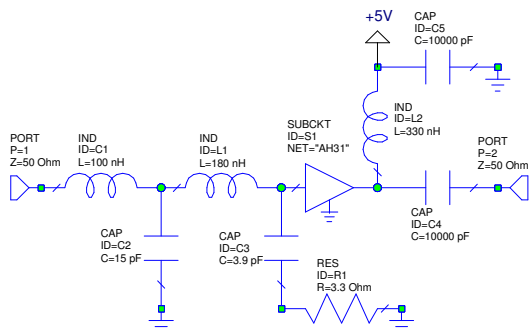 +5V
CAP
ID=C5
C=10000 pF
IND
ID=L2
L=330 nH
SUBCKT
ID=S1
NET="AH31"
PORT
P=1
Z=50 Ohm
IND
ID=C1
L=100 nH
IND
ID=L1
L=180 nH
PORT
P=2
Z=50 Ohm
CAP
ID=C4
C=10000 pF
CAP
ID=C2
C=15 pF
CAP
ID=C3
C=3.9 pF
RES
ID=R1
R=3.3 Ohm